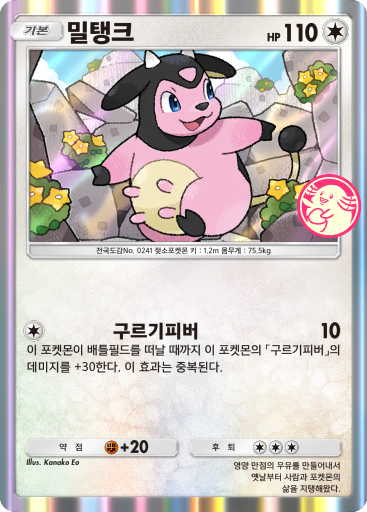 기본 밀탱크 HP 110
전국도감No. 0241 젖소포켓몬 키 : 1.2m 몸무게 : 75.5kg
구르기피버 10
이 포켓몬이 배틀필드를 떠날 때까지 이 포켓몬의 「구르기피버」의
데미지를 +30한다. 이 효과는 중복된다.
약점 +20 후퇴
Illus. Kanako Eo
영양 만점의 우유를 만들어내서
옛날부터 사람과 포켓몬의
삶을 지탱해왔다.